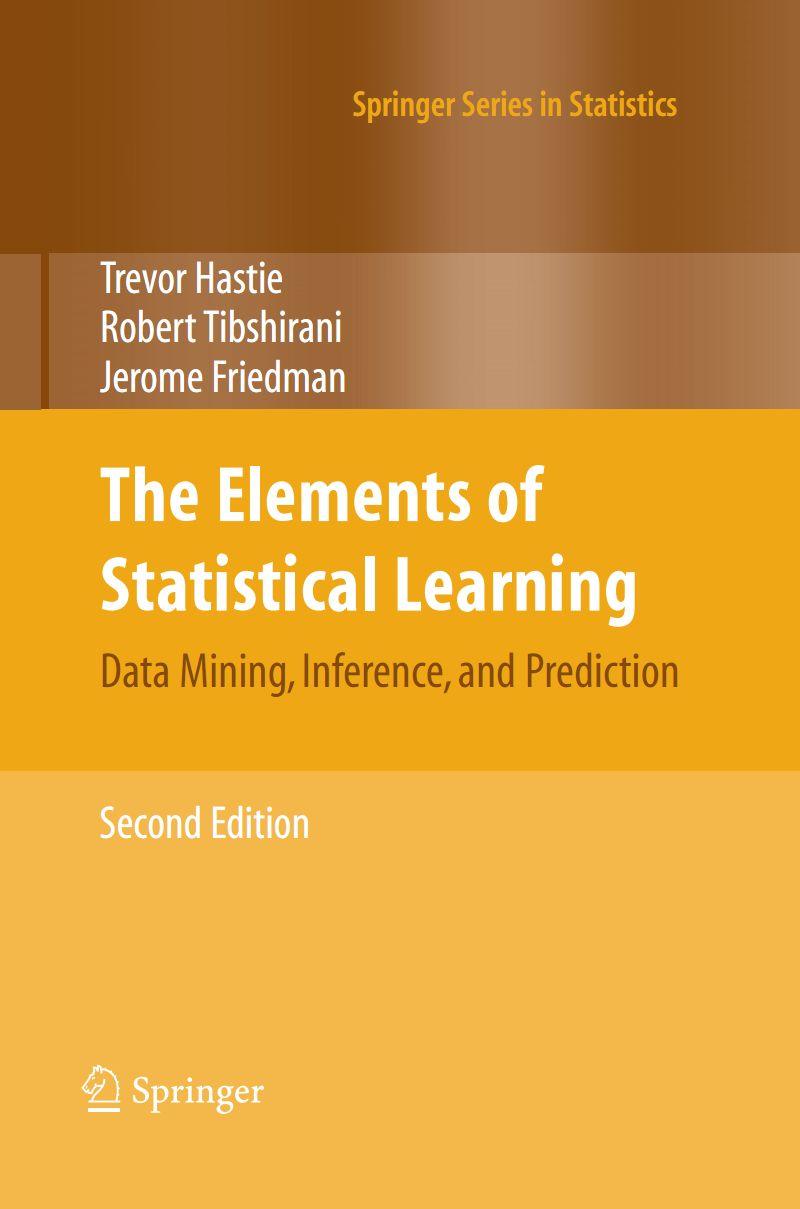 Springer Series in Statistics
Trevor Hastie
Robert Tibshirani
Jerome Friedman
The Elements of
Statistical Learning
Data Mining, Inference, and Prediction
Second Edition
Springer